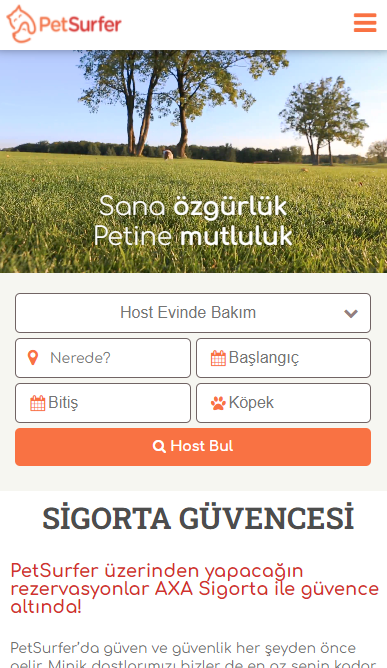 PetSurfer
Sana özgürlük
Petine mutluluk
Host Evinde Bakım
Nerede?
Başlangıç
Bitiş
Köpek
Host Bul
SİGORTA GÜVENCESİ
PetSurfer üzerinden yapacağın
rezervasyonlar AXA Sigorta ile güvence
altında!
PetSurfer’da güven ve güvenlik her şeyden önce
gelir. Minik dostlarımızı bizler de en az senin kadar